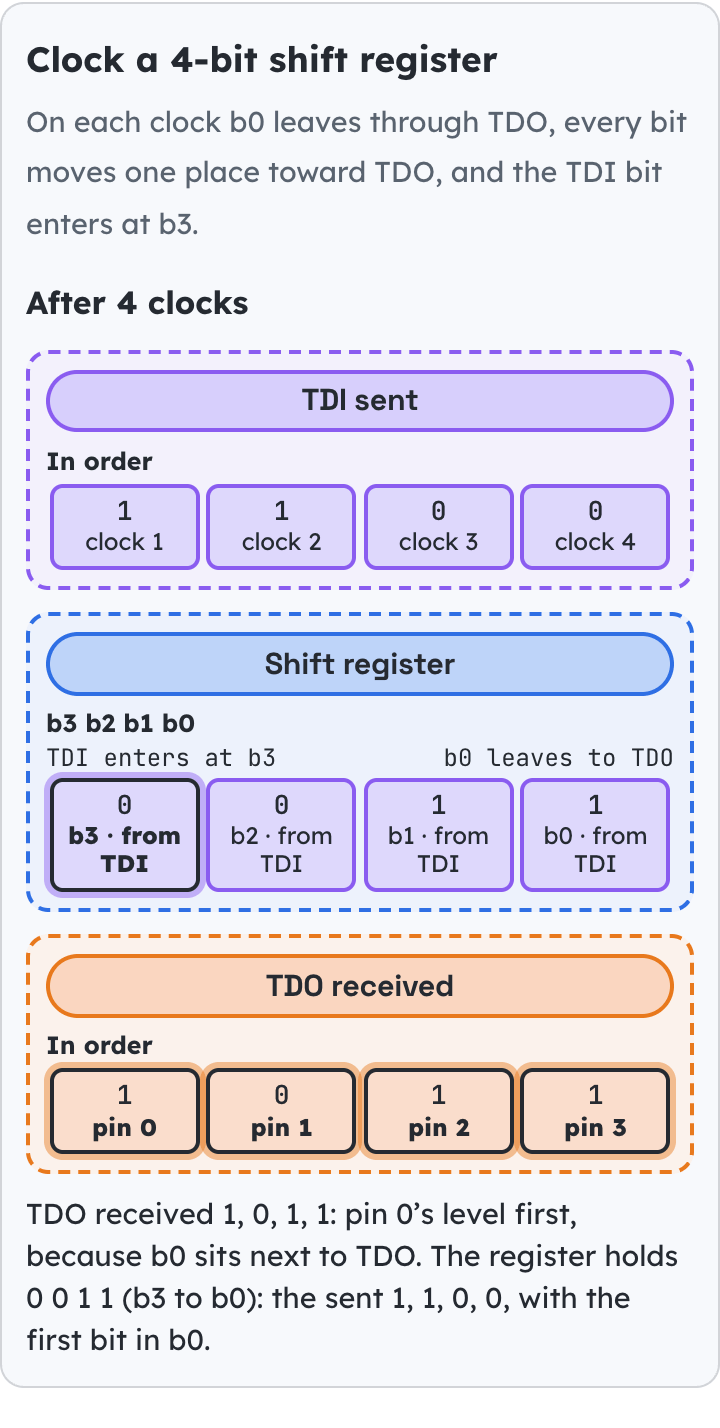 Clock a 4-bit shift register
On each clock b0 leaves through TDO, every bit
moves one place toward TDO, and the TDI bit
enters at b3.
After 4 clocks
TDI sent
In order
1 1 0 0
clock 1 clock 2 clock 3 clock 4
Shift register
b3 b2 b1 b0
TDI enters at b3 b0 leaves to TDO
0 0 1 1
b3 · from b2 · from b1 · from b0 · from
TDI TDI TDI TDI
TDO received
In order
1 0 1 1
pin 0 pin 1 pin 2 pin 3
TDO received 1, 0, 1, 1: pin 0’s level first,
because b0 sits next to TDO. The register holds
0 0 1 1 (b3 to b0): the sent 1, 1, 0, 0, with the
first bit in b0.